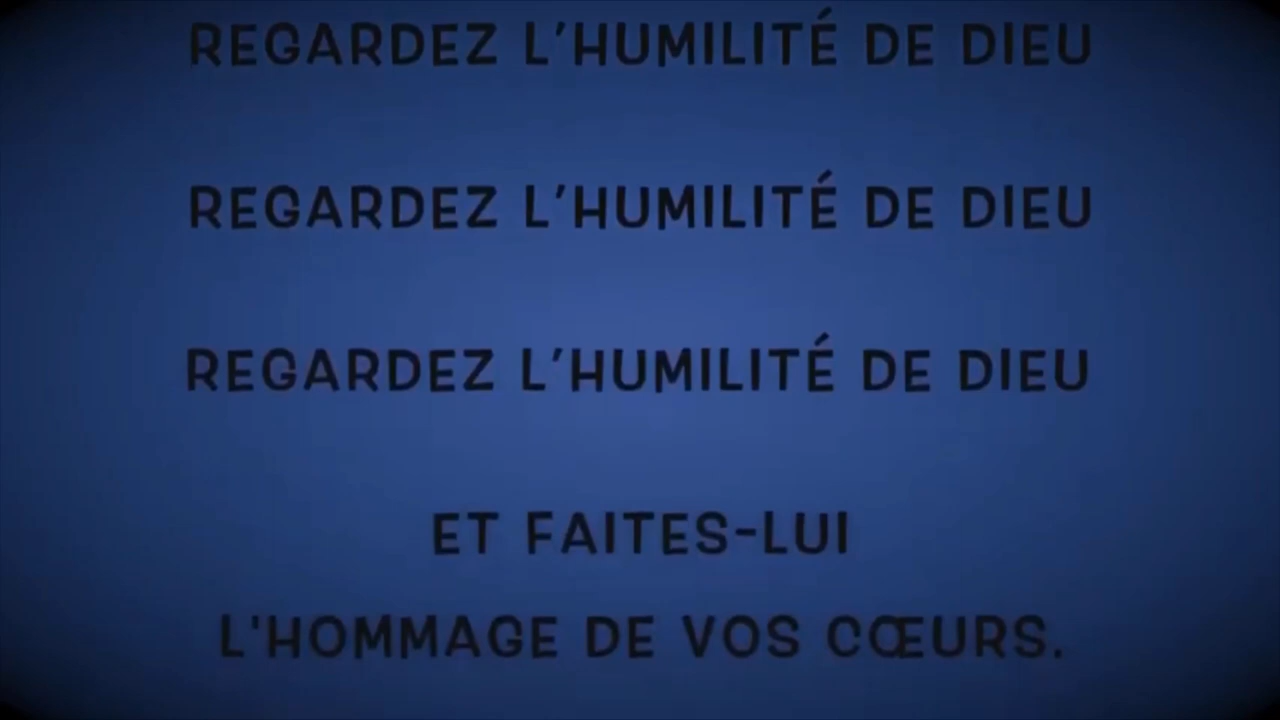 REGARDEZ L'HUMILITÉ DE DIEU
REGARDEZ L'HUMILITÉ DE DIEU
REGARDEZ L'HUMILITÉ DE DIEU
ET FAITES-LUI
L'HOMMAGE DE VOS CŒURS.